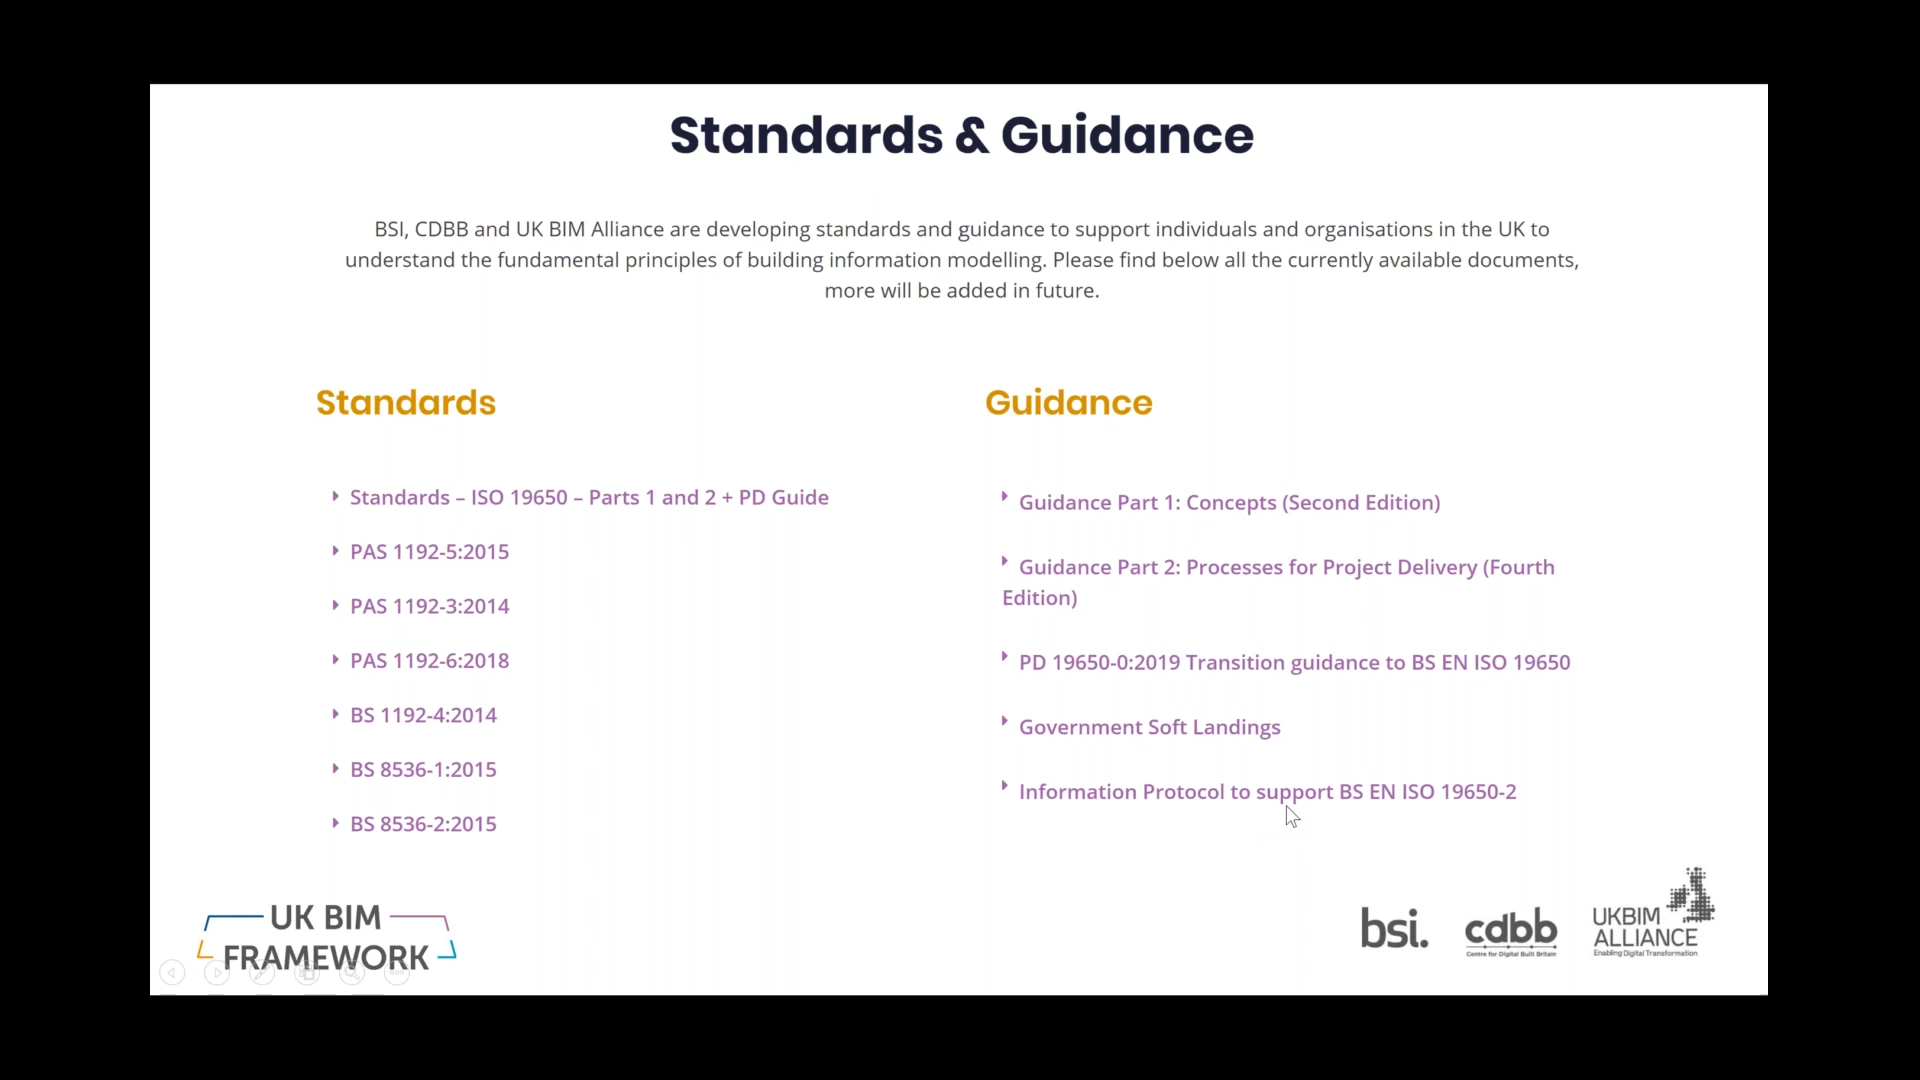 Standards & Guidance
BSI, CDBB and UK BIM Alliance are developing standards and guidance to support individuals and organisations in the UK to
understand the fundamental principles of building information modelling. Please find below all the currently available documents,
more will be added in future.
Standards
Standards – ISO 19650 – Parts 1 and 2 + PD Guide
PAS 1192-5:2015
PAS 1192-3:2014
PAS 1192-6:2018
BS 1192-4:2014
BS 8536-1:2015
BS 8536-2:2015
Guidance
Guidance Part 1: Concepts (Second Edition)
Guidance Part 2: Processes for Project Delivery (Fourth
Edition)
PD 19650-0:2019 Transition guidance to BS EN ISO 19650
Government Soft Landings
Information Protocol to support BS EN ISO 19650-2
UK BIM
FRAMEWORK
bsi.
cdbb
Centre for Digital Built Britain
UKBIM
ALLIANCE
Enabling Digital Transformation